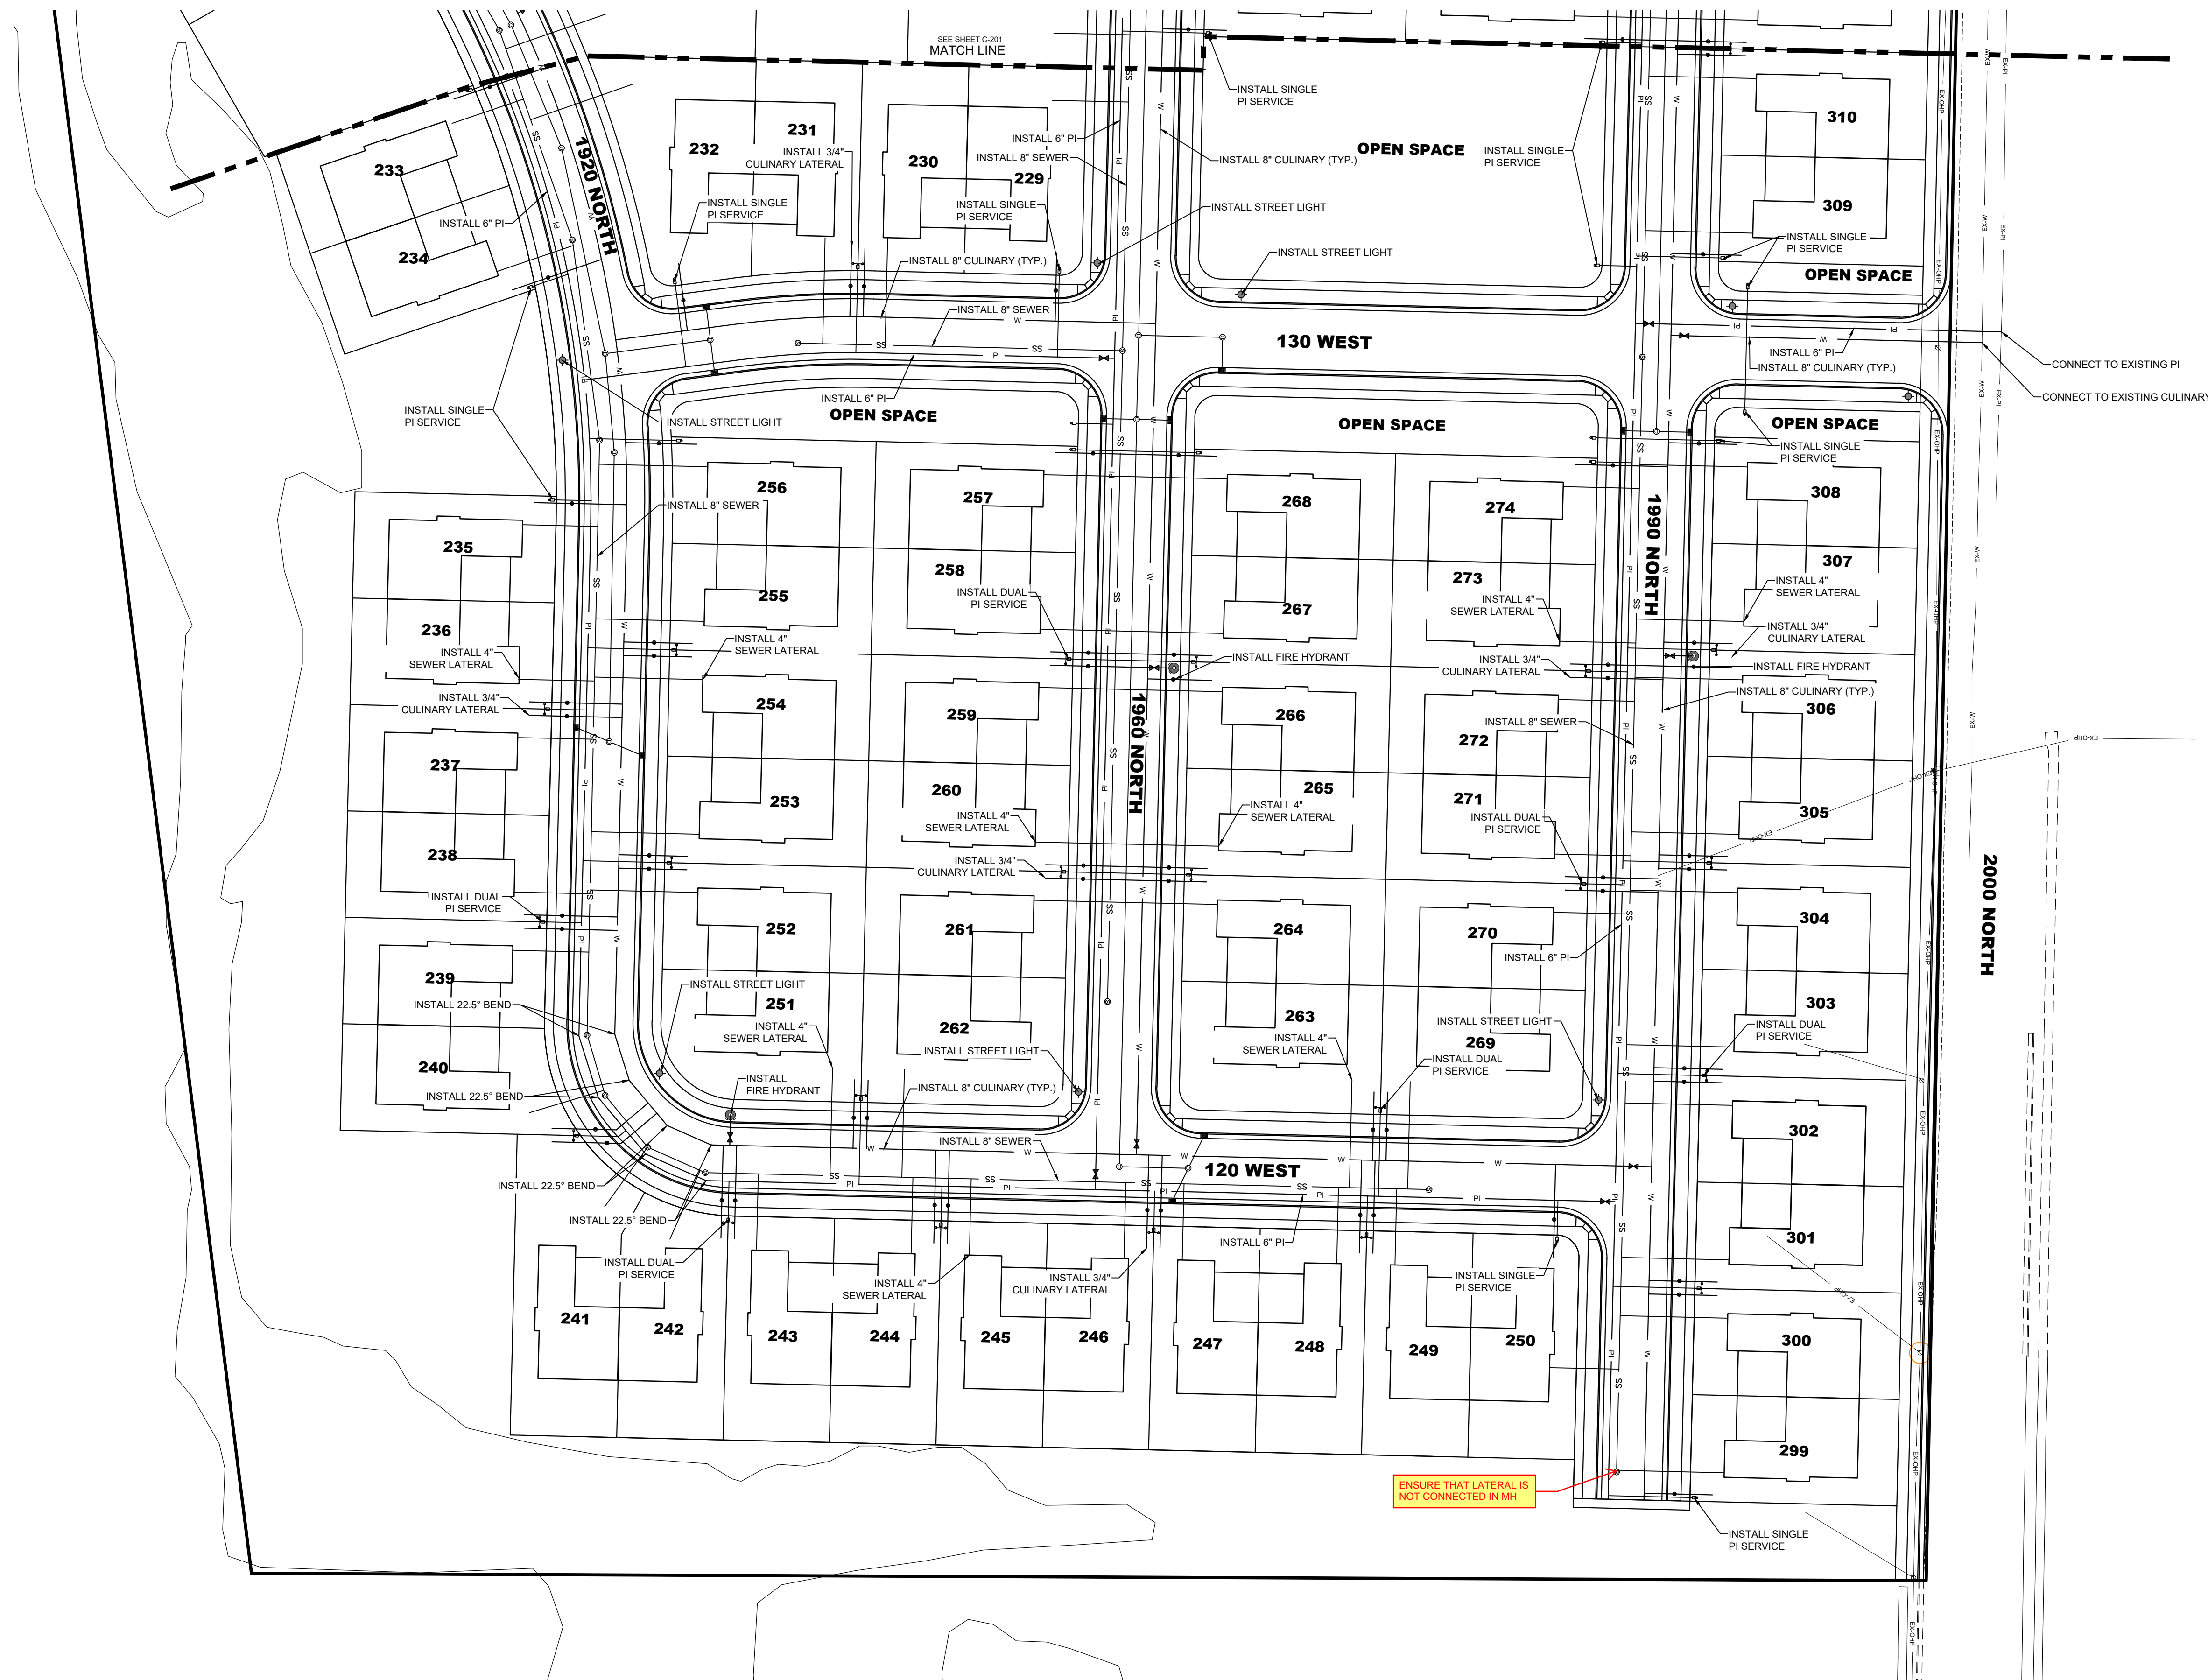 SEE SHEET C-201
MATCH LINE
INSTALL SINGLE
PI SERVICE
310
231
232
INSTALL 3/4"
CULINARY LATERAL
INSTALL 6" PI
INSTALL 8" SEWER
230
229
INSTALL 8" CULINARY (TYP.)
OPEN SPACE
INSTALL SINGLE
PI SERVICE
1920 NORTH
233
234
INSTALL 6" PI
INSTALL SINGLE
PI SERVICE
INSTALL SINGLE
PI SERVICE
INSTALL STREET LIGHT
309
INSTALL SINGLE
PI SERVICE
OPEN SPACE
INSTALL 8" CULINARY (TYP.)
INSTALL STREET LIGHT
INSTALL 8" SEWER
130 WEST
INSTALL 6" PI
INSTALL 8" CULINARY (TYP.)
CONNECT TO EXISTING PI
CONNECT TO EXISTING CULINARY
INSTALL SINGLE
PI SERVICE
INSTALL 6" PI
OPEN SPACE
INSTALL STREET LIGHT
OPEN SPACE
OPEN SPACE
INSTALL SINGLE
PI SERVICE
256
257
268
274
308
INSTALL 8" SEWER
1990 NORTH
235
258
273
307
255
INSTALL DUAL
PI SERVICE
267
INSTALL 4"
SEWER LATERAL
INSTALL 4"
SEWER LATERAL
236
INSTALL 4"
SEWER LATERAL
INSTALL 4"
SEWER LATERAL
INSTALL 3/4"
CULINARY LATERAL
INSTALL FIRE HYDRANT
INSTALL 3/4"
CULINARY LATERAL
INSTALL FIRE HYDRANT
INSTALL 3/4"
CULINARY LATERAL
INSTALL 8" CULINARY (TYP.)
254
259
266
INSTALL 8" SEWER
306
1960 NORTH
272
237
253
260
265
271
305
INSTALL 4"
SEWER LATERAL
INSTALL 4"
SEWER LATERAL
INSTALL DUAL
PI SERVICE
238
INSTALL 3/4"
CULINARY LATERAL
2000 NORTH
INSTALL DUAL
PI SERVICE
252
261
264
270
304
INSTALL 6" PI
239
INSTALL STREET LIGHT
INSTALL 22.5° BEND
251
262
263
303
INSTALL 4"
SEWER LATERAL
INSTALL STREET LIGHT
INSTALL 4"
SEWER LATERAL
INSTALL STREET LIGHT
269
INSTALL DUAL
PI SERVICE
INSTALL DUAL
PI SERVICE
240
INSTALL 22.5° BEND
INSTALL
FIRE HYDRANT
INSTALL 8" CULINARY (TYP.)
302
INSTALL 8" SEWER
120 WEST
INSTALL 22.5° BEND
INSTALL 22.5° BEND
301
INSTALL DUAL
PI SERVICE
INSTALL 4"
SEWER LATERAL
INSTALL 3/4"
CULINARY LATERAL
INSTALL 6" PI
INSTALL SINGLE
PI SERVICE
241
242
243
244
245
246
247
248
249
250
300
299
ENSURE THAT LATERAL IS
NOT CONNECTED IN MH
INSTALL SINGLE
PI SERVICE